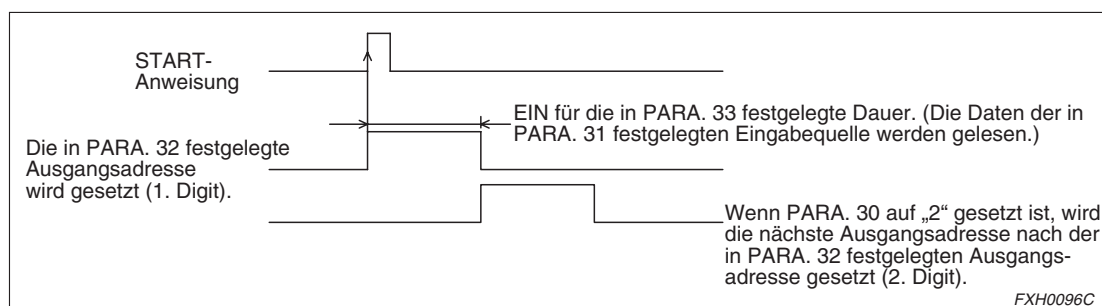 START-
Anweisung
EIN für die in PARA. 33 festgelegte Dauer. (Die Daten der in
PARA. 31 festgelegten Eingabequelle werden gelesen.)
Die in PARA. 32 festgelegte
Ausgangsadresse
wird gesetzt (1. Digit).
Wenn PARA. 30 auf „2“ gesetzt ist, wird
die nächste Ausgangsadresse nach der
in PARA. 32 festgelegten Ausgangs-
adresse gesetzt (2. Digit).
FXH0096C